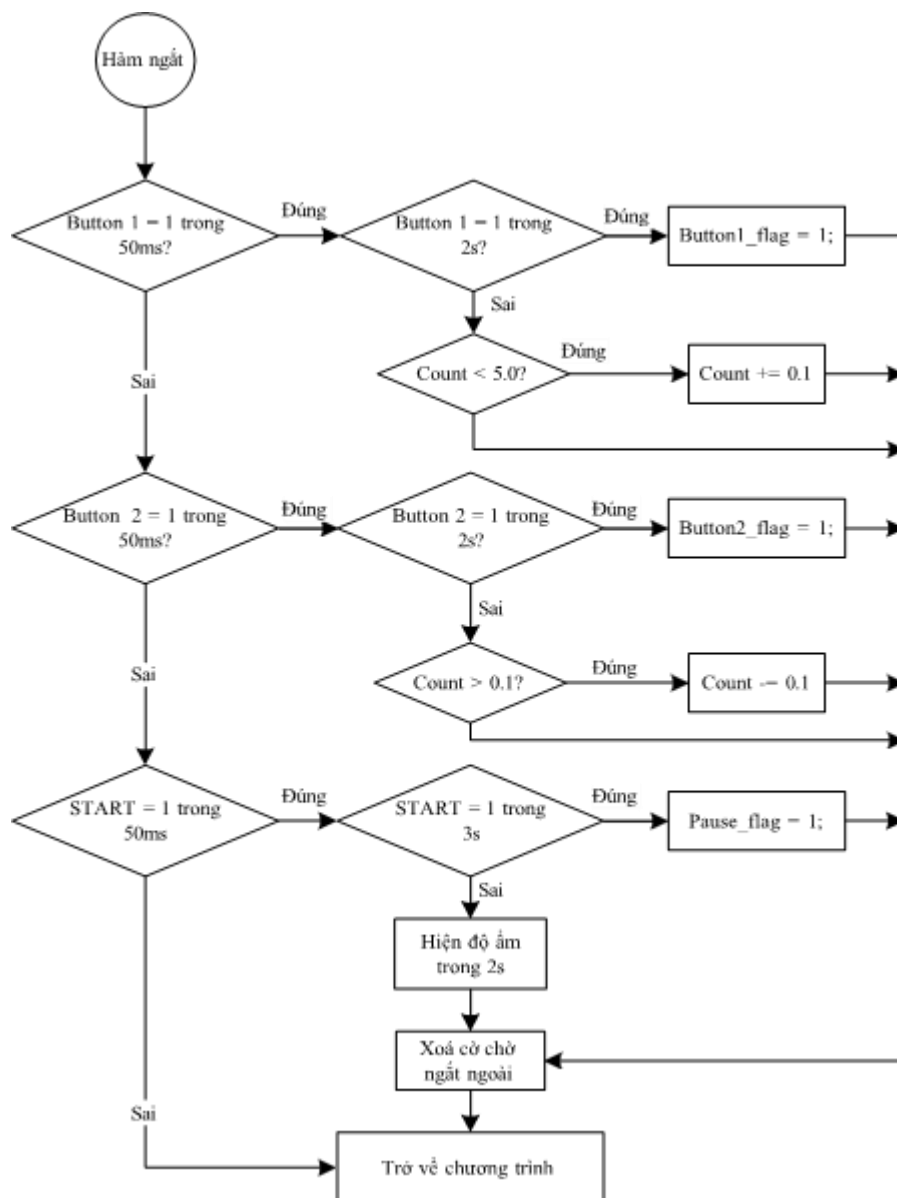 Hàm ngắt
Button 1 = 1 trong
50ms?
Đúng
Button 1 = 1 trong
2s?
Đúng
Button1_flag = 1;
Sai
Count < 5.0?
Đúng
Count += 0.1
Sai
Button 2 = 1 trong
50ms?
Đúng
Button 2 = 1 trong
2s?
Đúng
Button2_flag = 1;
Sai
Count > 0.1?
Đúng
Count -= 0.1
Sai
START = 1 trong
50ms
Đúng
START = 1 trong
3s
Đúng
Pause_flag = 1;
Sai
Hiện độ ẩm
trong 2s
Xoá cờ chờ
ngắt ngoài
Sai
Trở về chương trình